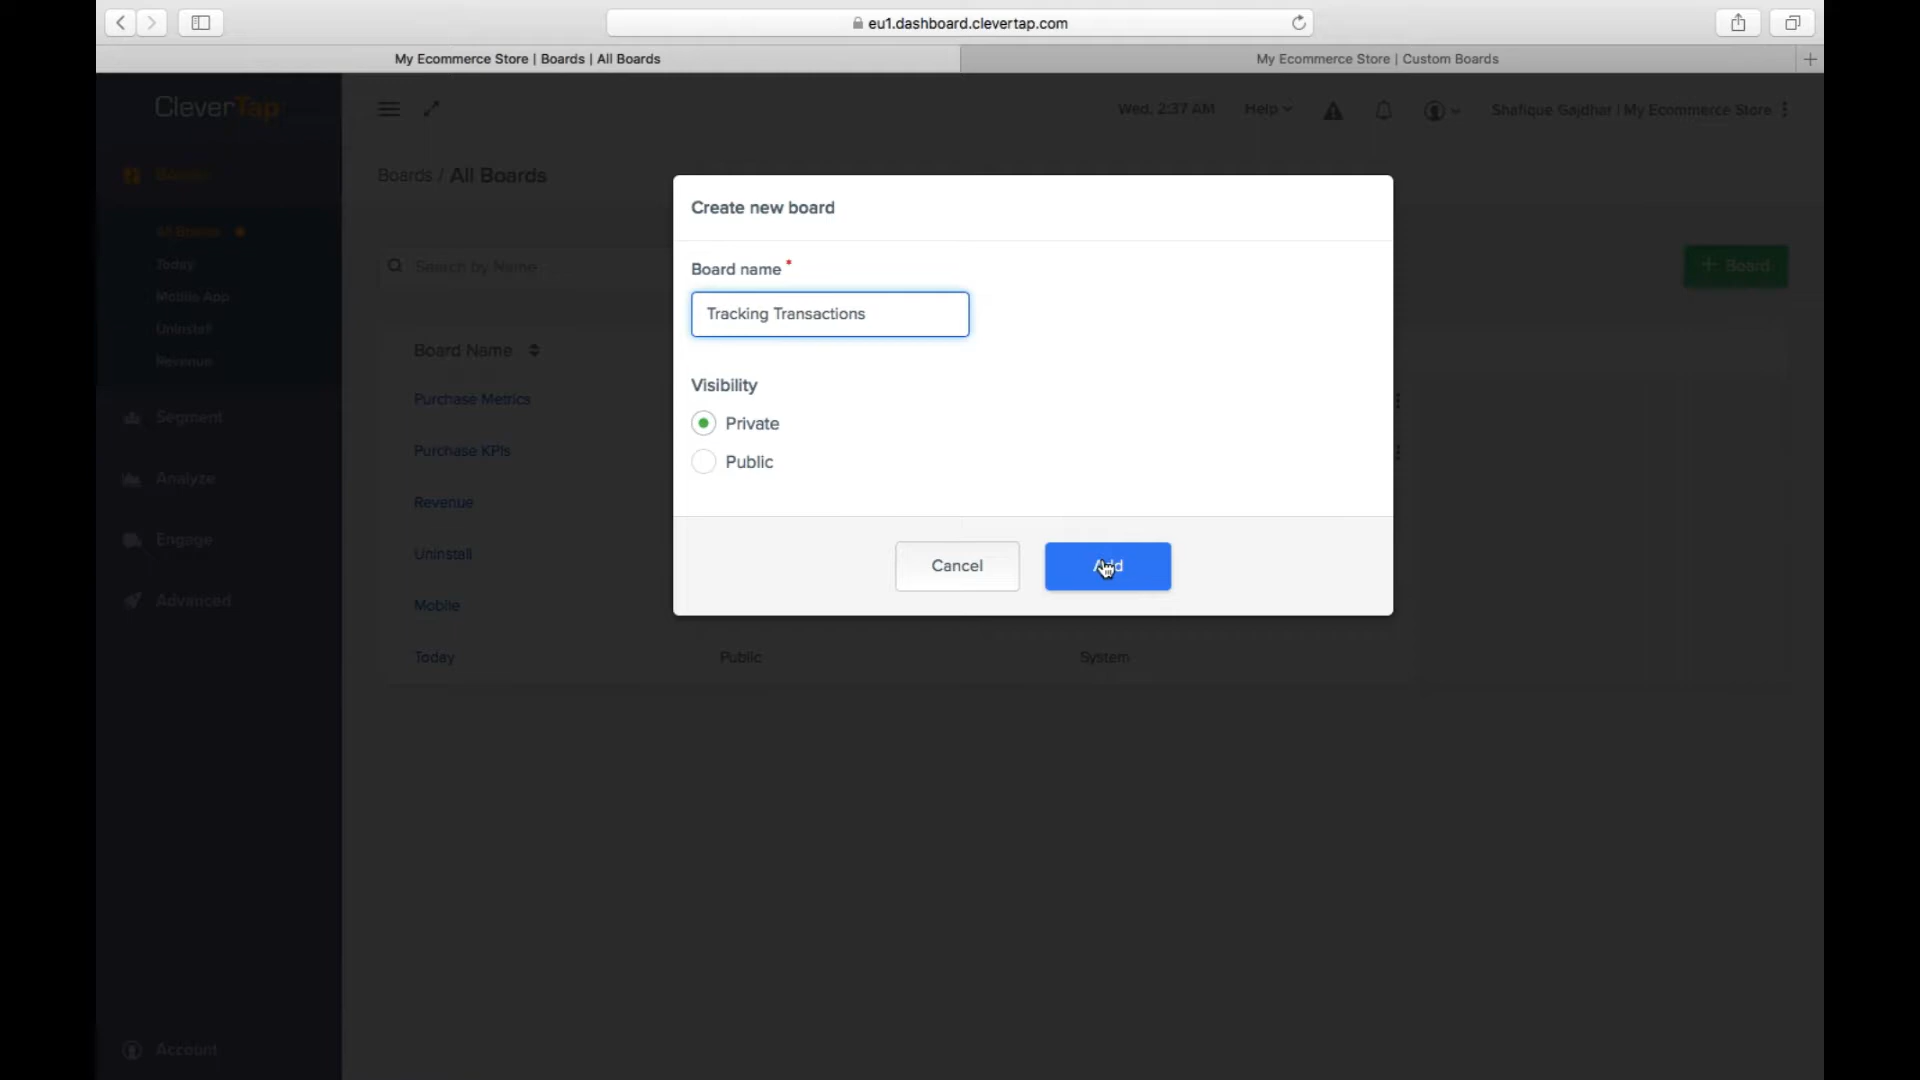 eu1.dashboard.clevertap.com
My Ecommerce Store | Boards | All Boards
My Ecommerce Store | Custom Boards
CleverTap
Wed. 2:37 AM
Help
Shafique Gajdhar | My Ecommerce Store
Boards
Boards / All Boards
All Boards
Today
Mobile App
Uninstall
Revenue
Segment
Analyze
Engage
Advanced
Account
Search by Name
+ Board
Board Name
Purchase Metrics
Purchase KPIs
Revenue
Uninstall
Mobile
Today
Public
System
Create new board
Board name *
Tracking Transactions
Visibility
Private
Public
Cancel
Add